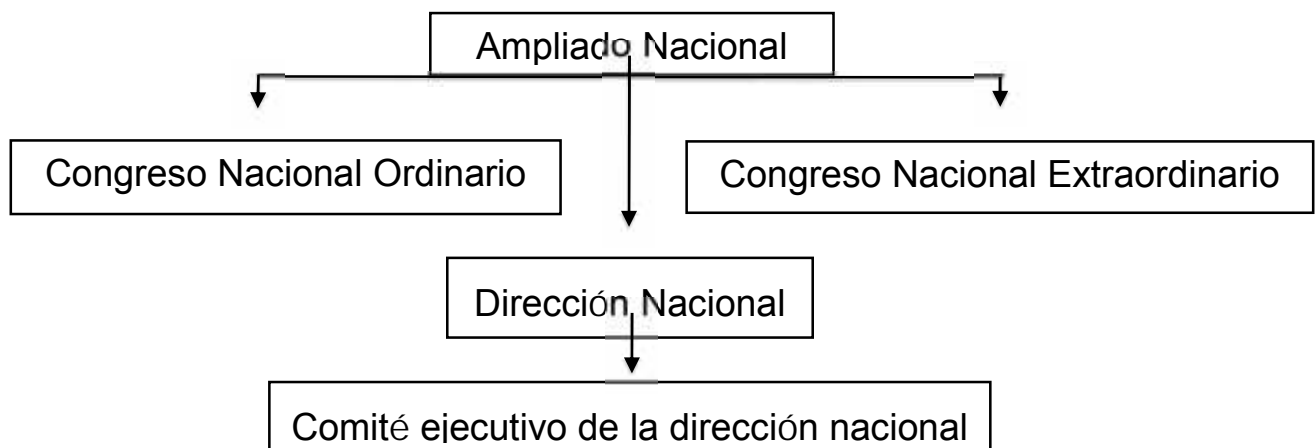 Ampliado Nacional
Congreso Nacional Ordinario
Congreso Nacional Extraordinario
Dirección Nacional
Comité ejecutivo de la dirección nacional